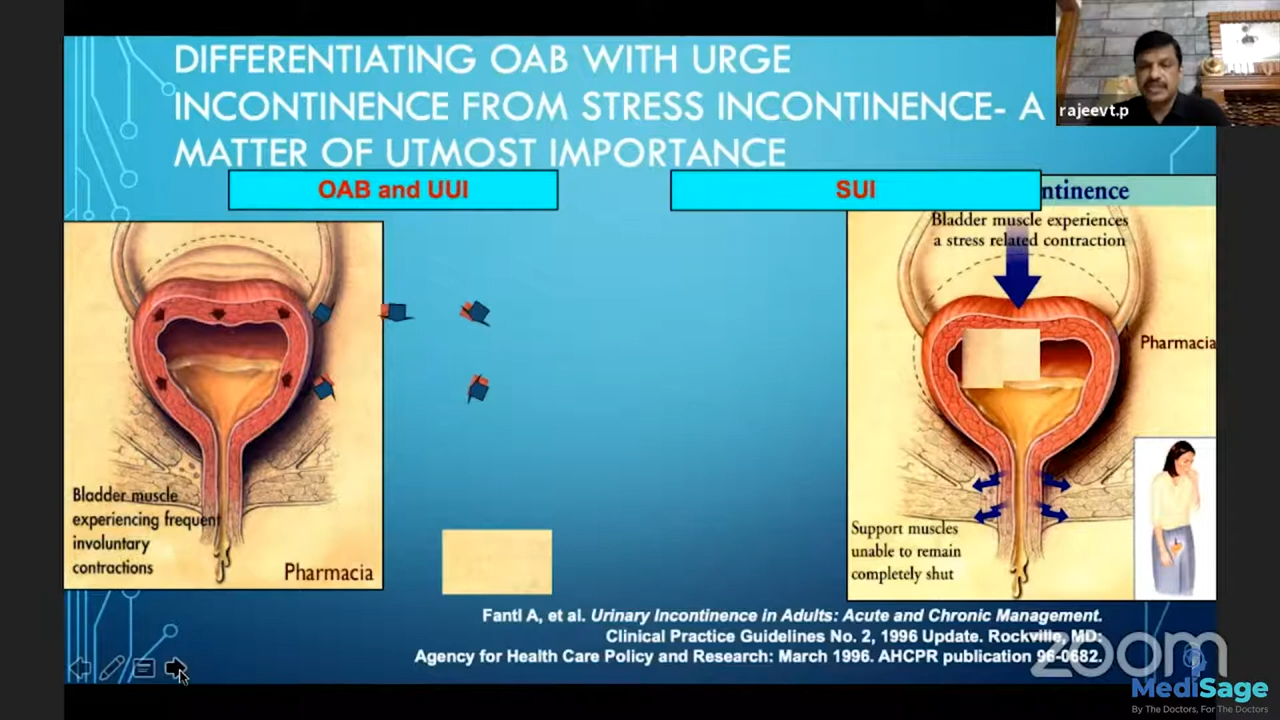 DIFFERENTIATING OAB WITH URGE
INCONTINENCE FROM STRESS INCONTINENCE- A
MATTER OF UTMOST IMPORTANCE
rajeevt.p
OAB and UUI
SUI
ntinence
Bladder muscle experiences
a stress related contraction
Pharmacia
Bladder muscle
experiencing frequent
involuntary
contractions
Pharmacia
Support muscles
unable to remain
completely shut
Fantl A, et al. Urinary Incontinence in Adults: Acute and Chronic Management.
Clinical Practice Guidelines No. 2, 1996 Update. Rockville, MD:
Agency for Health Care Policy and Research: March 1996. AHCPR publication 96-0682.
zoom
MediSage
By The Doctors, For The Doctors